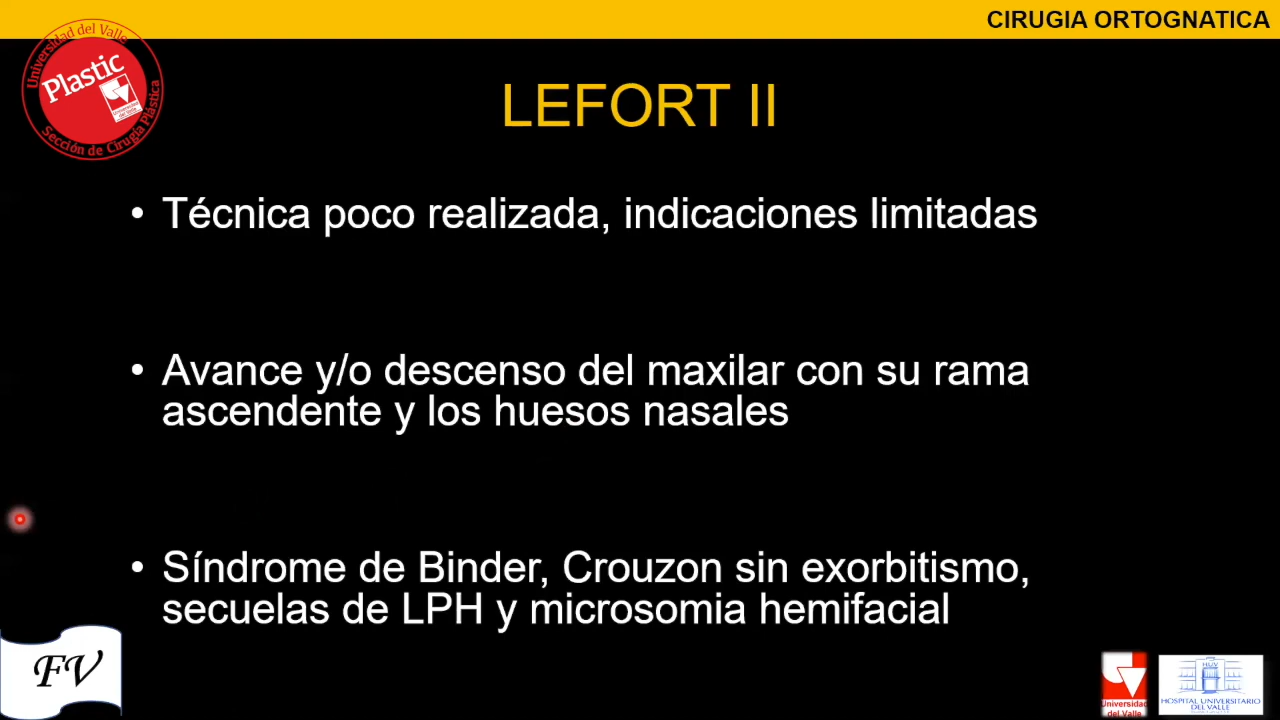 CIRUGIA ORTOGNATICA
Universidad del Valle
Plastic
Sección de Cirugía Plástica
LEFORT II
• Técnica poco realizada, indicaciones limitadas
• Avance y/o descenso del maxilar con su rama
ascendente y los huesos nasales
• Síndrome de Binder, Crouzon sin exorbitismo,
secuelas de LPH y microsomia hemifacial
FV
Universidad
del Valle
HUV
HOSPITAL UNIVERSITARIO
DEL VALLE